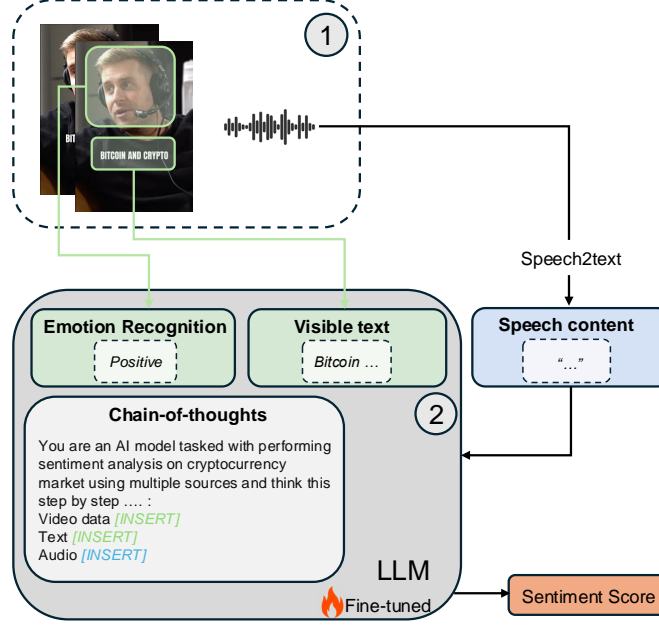 1
BIT
BITCOIN AND CRYPTO
Speech2text
Emotion Recognition
Positive
Visible text
Bitcoin ...
Speech content
“...”
2
Chain-of-thoughts
You are an AI model tasked with performing
sentiment analysis on cryptocurrency
market using multiple sources and think this
step by step .... :
Video data [INSERT]
Text [INSERT]
Audio [INSERT]
LLM
Fine-tuned
Sentiment Score